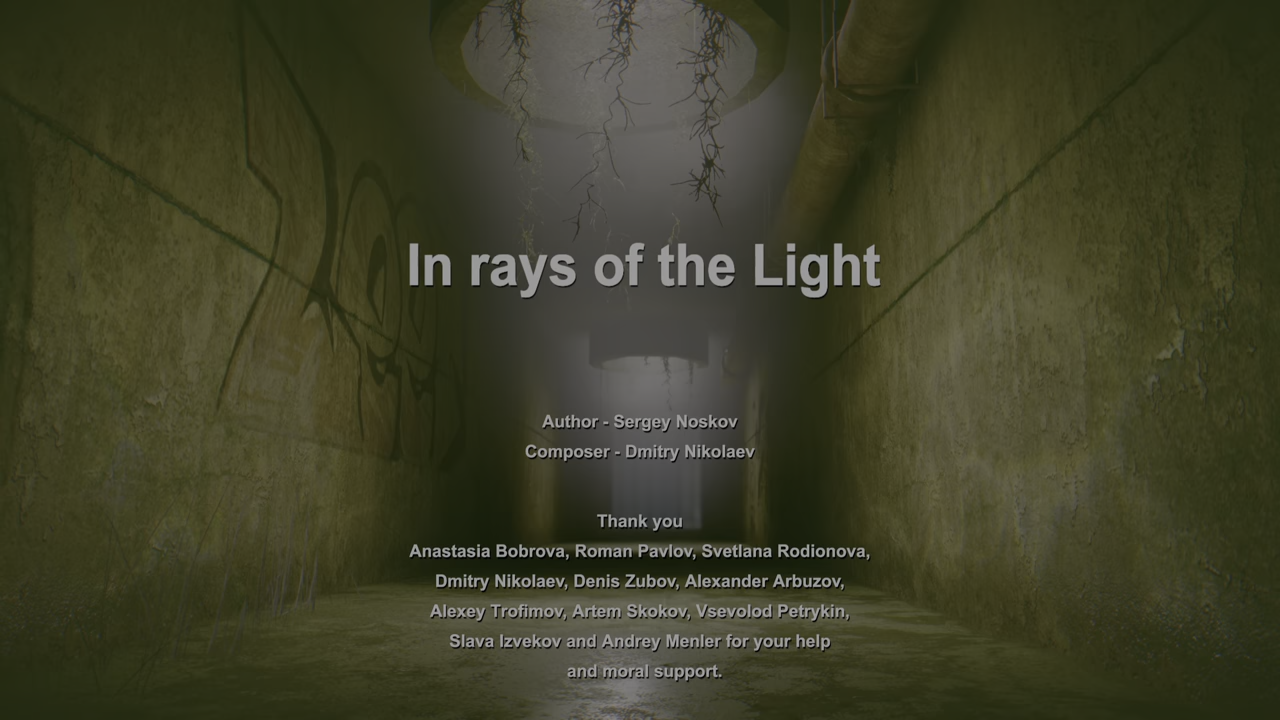 In rays of the Light
Author - Sergey Noskov
Composer - Dmitry Nikolaev
Thank you
Anastasia Bobrova, Roman Pavlov, Svetlana Rodionova,
Dmitry Nikolaev, Denis Zubov, Alexander Arbuzov,
Alexey Trofimov, Artem Skokov, Vsevolod Petrykin,
Slava Izvekov and Andrey Menler for your help
and moral support.